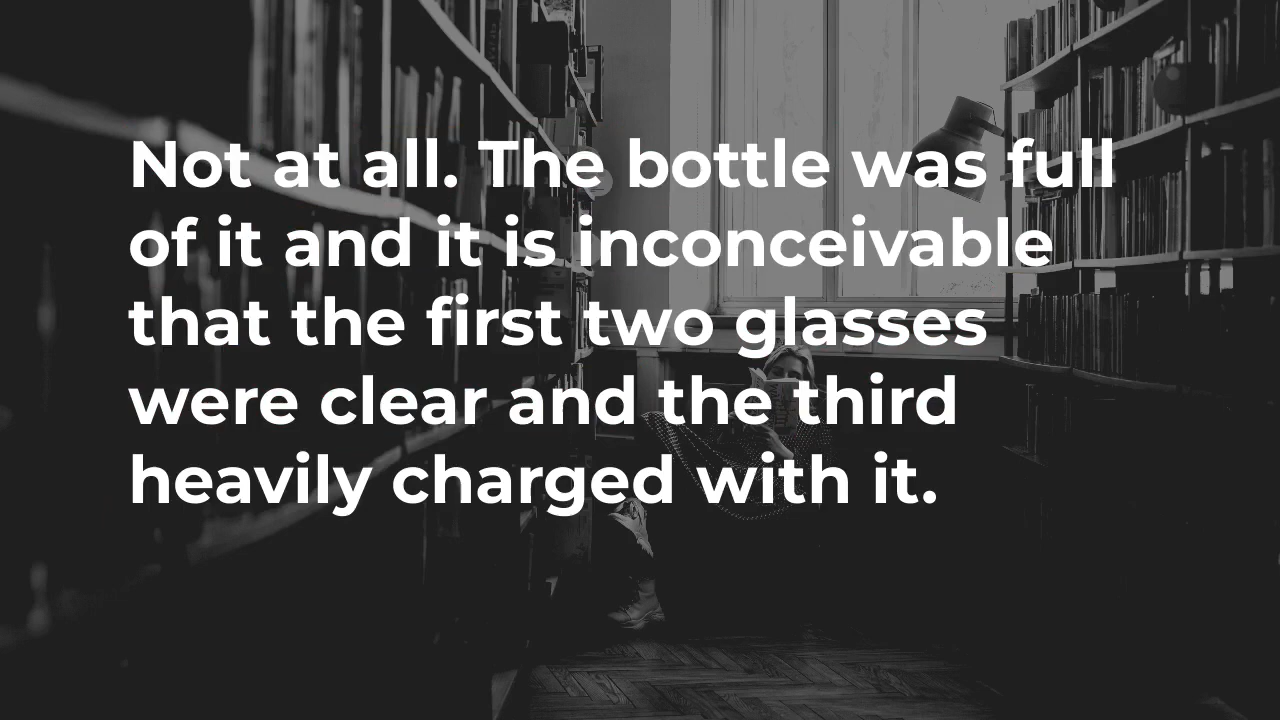 Not at all. The bottle was full
of it and it is inconceivable
that the first two glasses
were clear and the third
heavily charged with it.